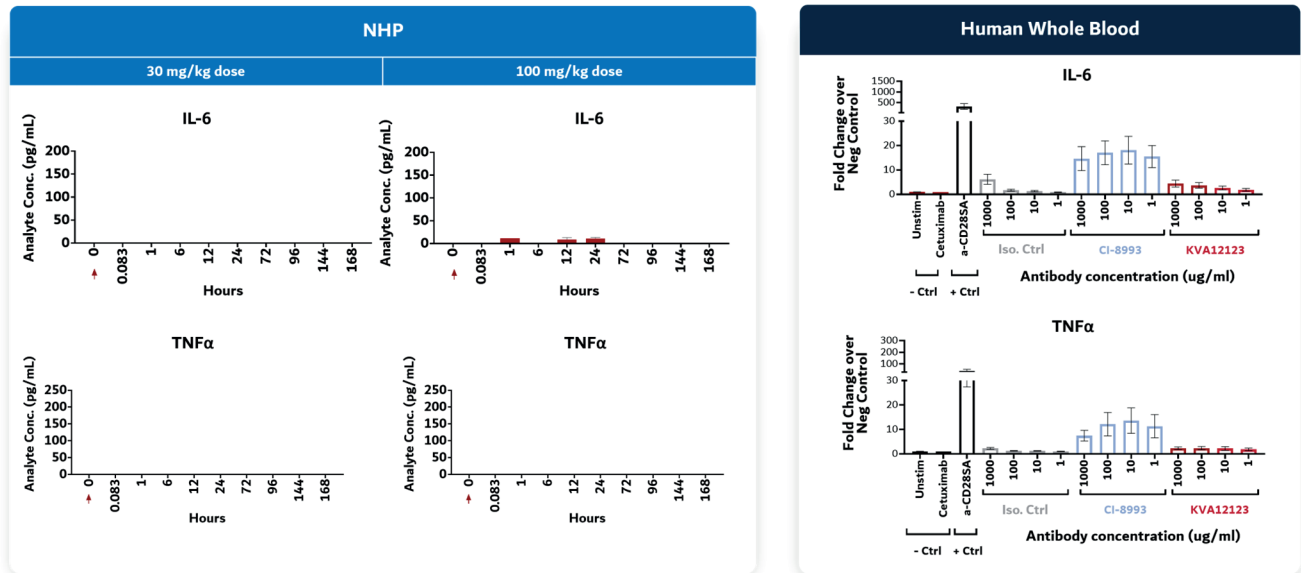 NHP
30 mg/kg dose
100 mg/kg dose
IL-6
Analyte Conc. (pg/mL)
200
150
100
50
0
0 0.083 1 6 12 24 72 96 144 168
Hours
IL-6
Analyte Conc. (pg/mL)
200
150
100
50
0
0 0.083 1 6 12 24 72 96 144 168
Hours
TNFα
Analyte Conc. (pg/mL)
250
200
150
100
50
0
0 0.083- 1- 6- 12- 24- 72- 96- 144- 168-
Hours
TNFα
Analyte Conc. (pg/mL)
250
200
150
100
50
0
0 0.083- 1- 6- 12- 24- 72- 96- 144- 168-
Hours
Human Whole Blood
IL-6
Fold Change over
Neg Control
1500
1000
500
30
20
10
0
Unstim Cetuximab a-CD28SA 1000 100 10 1 1000 100 10 1 1000 100 10 1
Iso. Ctrl CI-8993 KVA12123
Antibody concentration (ug/ml)
- Ctrl + Ctrl
TNFα
Fold Change over
Neg Control
300
200
100
30
20
10
0
Unstim Cetuximab a-CD28SA 1000 100 10 1 1000 100 10 1 1000 100 10 1
Iso. Ctrl CI-8993 KVA12123
Antibody concentration (ug/ml)
- Ctrl + Ctrl